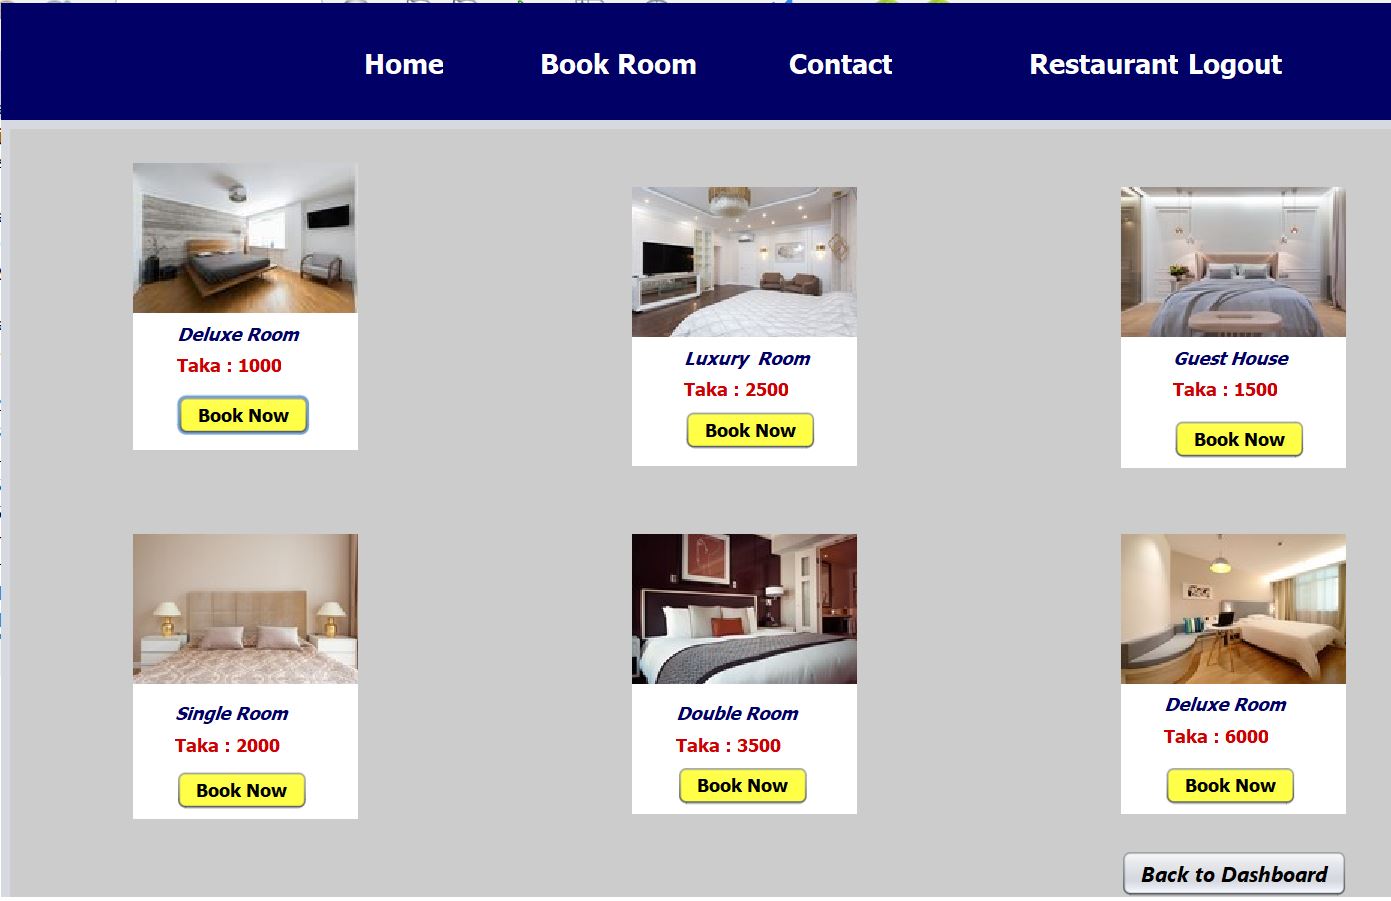 Home Book Room Contact Restaurant Logout
Deluxe Room
Taka : 1000
Book Now
Luxury Room
Taka : 2500
Book Now
Guest House
Taka : 1500
Book Now
Single Room
Taka : 2000
Book Now
Double Room
Taka : 3500
Book Now
Deluxe Room
Taka : 6000
Book Now
Back to Dashboard